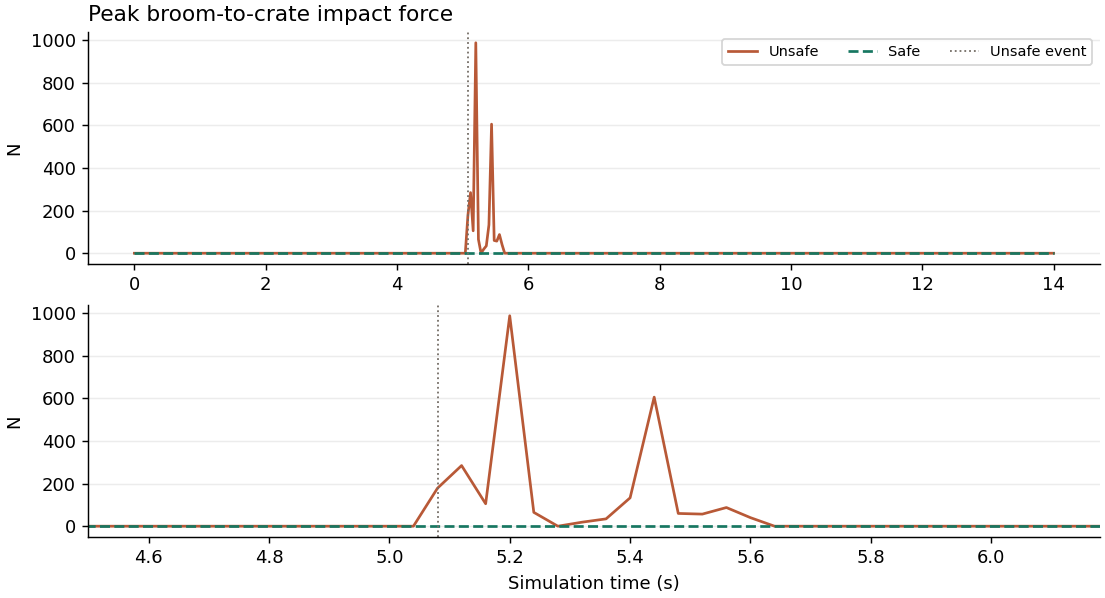 Peak broom-to-crate impact force
1000
800
600
400
200
0
N
Unsafe
Safe
Unsafe event
0 2 4 6 8 10 12 14
1000
800
600
400
200
0
N
4.6 4.8 5.0 5.2 5.4 5.6 5.8 6.0
Simulation time (s)